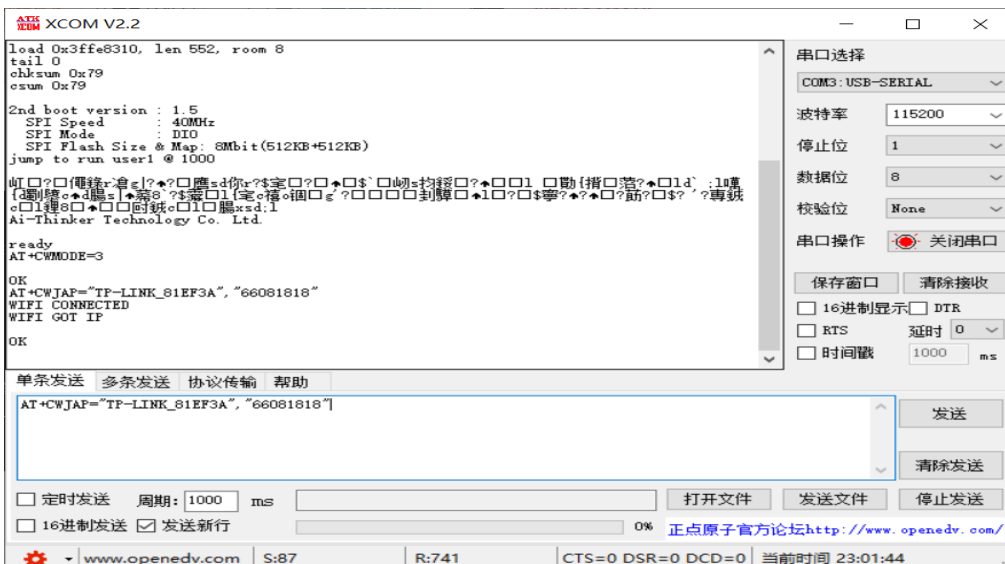 XCOM V2.2
load 0x3ffe8310, len 552, room 8
tail 0
chksum 0x79
csum 0x79
2nd boot version : 1.5
SPI Speed : 40MHz
SPI Mode : DIO
SPI Flash Size & Map: 8Mbit(512KB+512KB)
jump to run user1 @ 1000
Ai-Thinker Technology Co. Ltd.
ready
AT+CWMODE=3
OK
AT+CWJAP="TP-LINK_81EF3A", "66081818"
WIFI CONNECTED
WIFI GOT IP
OK
串口选择
COM3:USB-SERIAL
波特率 115200
停止位 1
数据位 8
校验位 None
串口操作 关闭串口
保存窗口 清除接收
16进制显示 DTR
RTS 延时 0
时间戳 1000 ms
单条发送 多条发送 协议传输 帮助
AT+CWJAP="TP-LINK_81EF3A", "66081818"
发送
清除发送
定时发送 周期: 1000 ms 打开文件 发送文件 停止发送
16进制发送 发送新行 0% 正点原子官方论坛http://www.openedv.com/
www.openedv.com S:87 R:741 CTS=0 DSR=0 DCD=0 当前时间 23:01:44